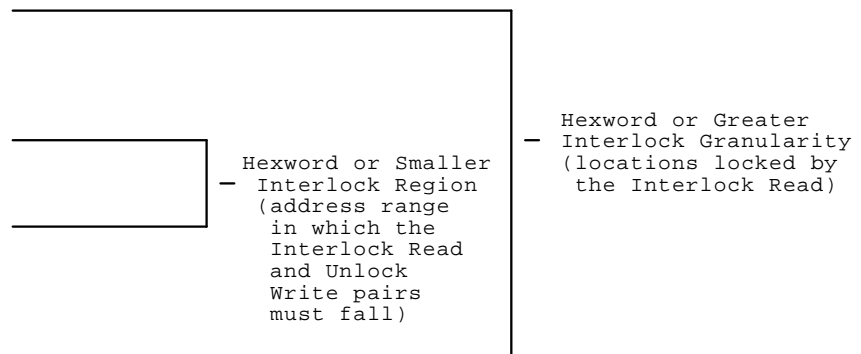 Hexword or Greater
Interlock Granularity
(locations locked by
the Interlock Read)
Hexword or Smaller
Interlock Region
(address range
in which the
Interlock Read
and Unlock
Write pairs
must fall)